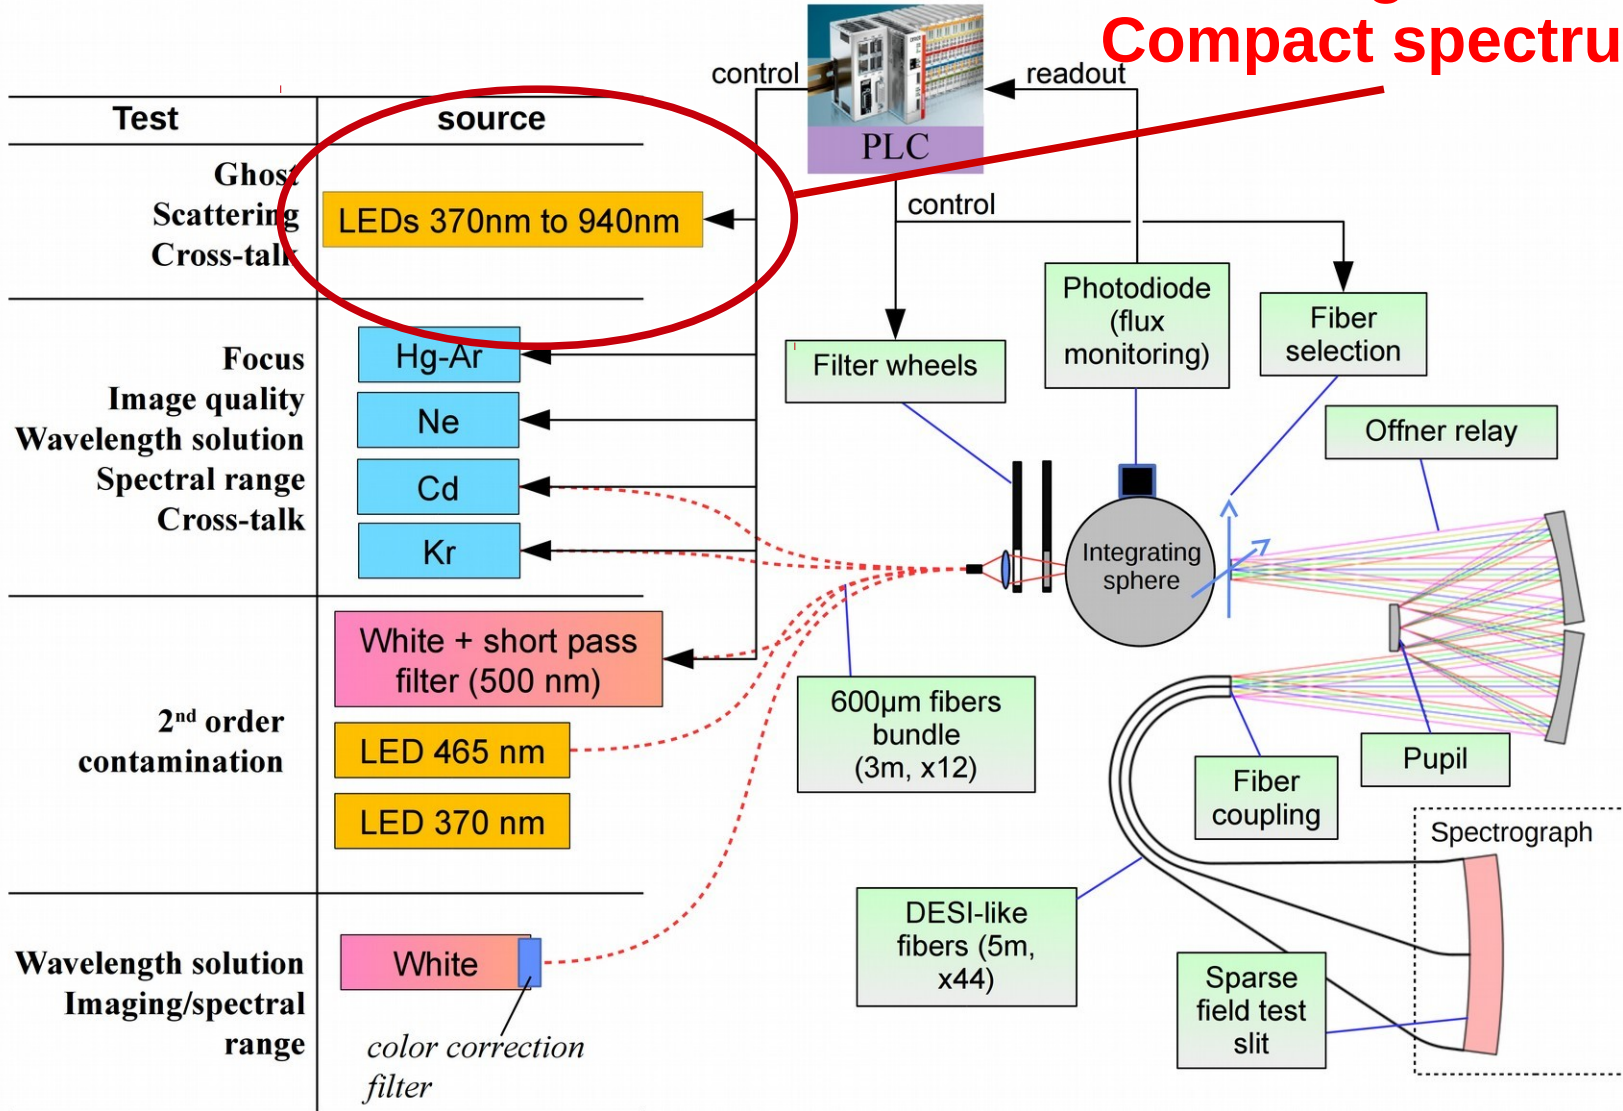 Compact spectru
control
readout
PLC
control
Test
source
Ghost
Scattering
Cross-talk
LEDs 370nm to 940nm
Focus
Image quality
Wavelength solution
Spectral range
Cross-talk
Hg-Ar
Ne
Cd
Kr
2nd order
contamination
White + short pass
filter (500 nm)
LED 465 nm
LED 370 nm
Wavelength solution
Imaging/spectral
range
White
color correction
filter
Filter wheels
Photodiode
(flux
monitoring)
Fiber
selection
Offner relay
Integrating
sphere
600µm fibers
bundle
(3m, x12)
Fiber
coupling
Pupil
DESI-like
fibers (5m,
x44)
Sparse
field test
slit
Spectrograph